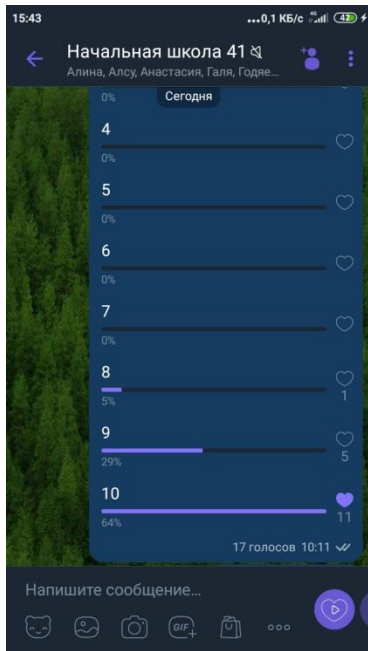 15:43
...0,1 КБ/с 4G 42
Начальная школа 41
Алина, Алсу, Анастасия, Галя, Годяе...
0%
Сегодня
4
0%
5
0%
6
0%
7
0%
8
5%
1
9
29%
5
10
64%
11
17 голосов 10:11
Напишите сообщение...
GIF